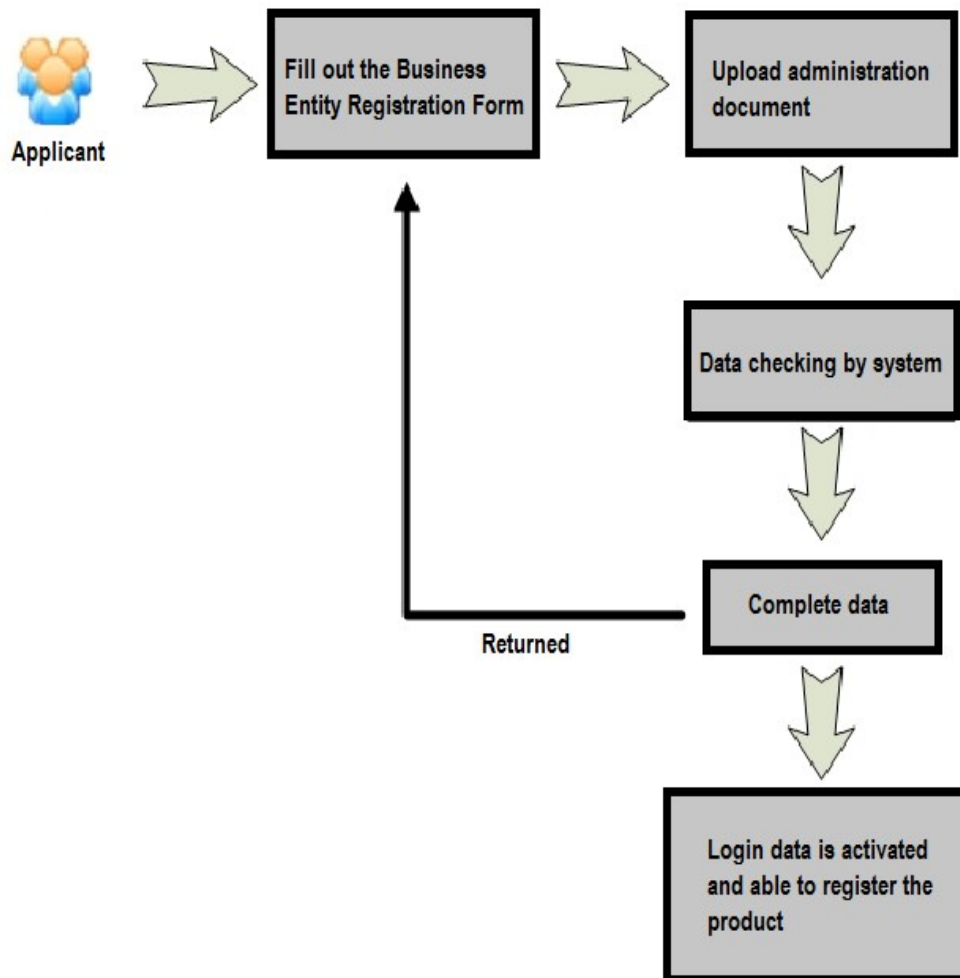 Applicant
Fill out the Business
Entity Registration Form
Upload administration
document
Data checking by system
Complete data
Returned
Login data is activated
and able to register the
product